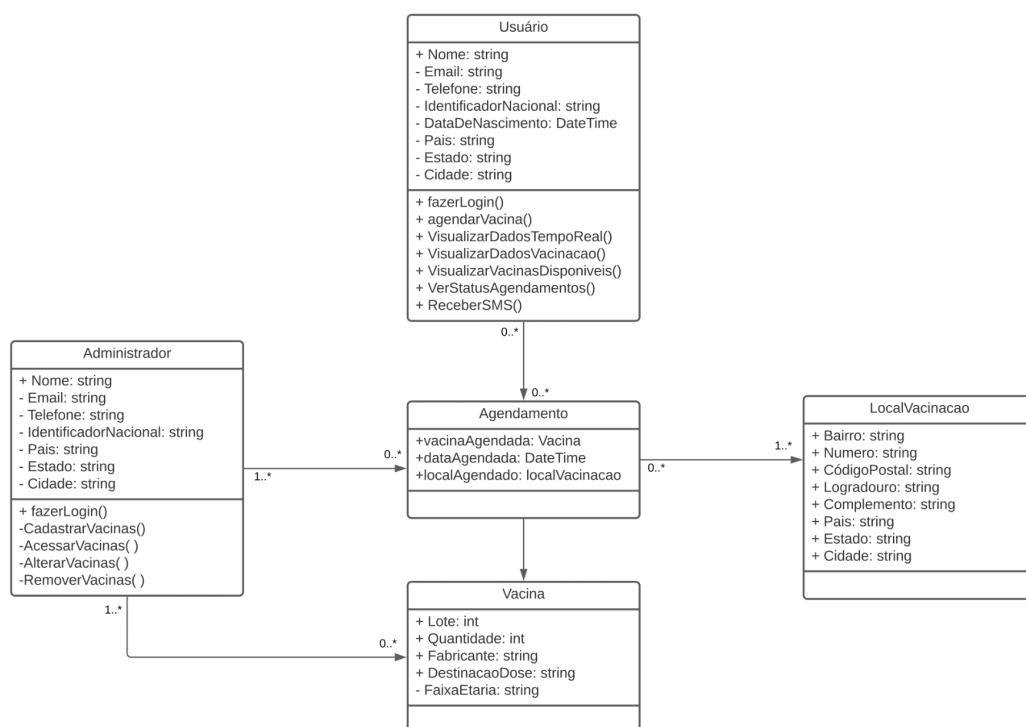 Usuário
+ Nome: string
- Email: string
- Telefone: string
- IdentificadorNacional: string
- DataDeNascimento: DateTime
- Pais: string
- Estado: string
- Cidade: string
+ fazerLogin()
+ agendarVacina()
+ VisualizarDadosTempoReal()
+ VisualizarDadosVacinacao()
+ VisualizarVacinasDisponiveis()
+ VerStatusAgendamentos()
+ ReceberSMS()
0..*
0..*
Administrador
+ Nome: string
- Email: string
- Telefone: string
- IdentificadorNacional: string
- Pais: string
- Estado: string
- Cidade: string
+ fazerLogin()
-CadastrarVacinas()
-AcessarVacinas( )
-AlterarVacinas( )
-RemoverVacinas( )
1..*
0..*
Agendamento
+vacinaAgendada: Vacina
+dataAgendada: DateTime
+localAgendado: localVacinacao
0..*
1..*
LocalVacinacao
+ Bairro: string
+ Numero: string
+ CódigoPostal: string
+ Logradouro: string
+ Complemento: string
+ Pais: string
+ Estado: string
+ Cidade: string
1..*
0..*
Vacina
+ Lote: int
+ Quantidade: int
+ Fabricante: string
+ DestinacaoDose: string
- FaixaEtaria: string